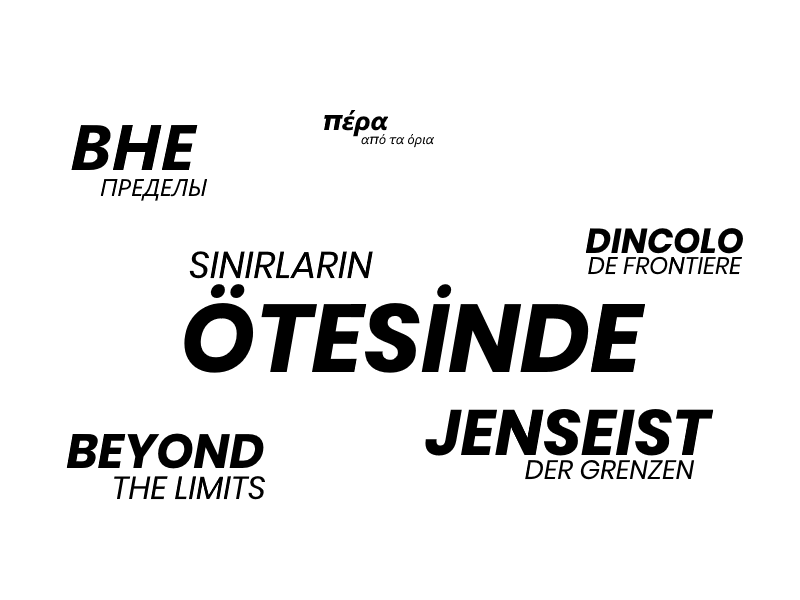 πέρα
από τα όρια
ВНЕ
ПРЕДЕЛЫ
DINCOLO
DE FRONTIERE
SINIRLARIN
ÖTESİNDE
JENSEIST
DER GRENZEN
BEYOND
THE LIMITS